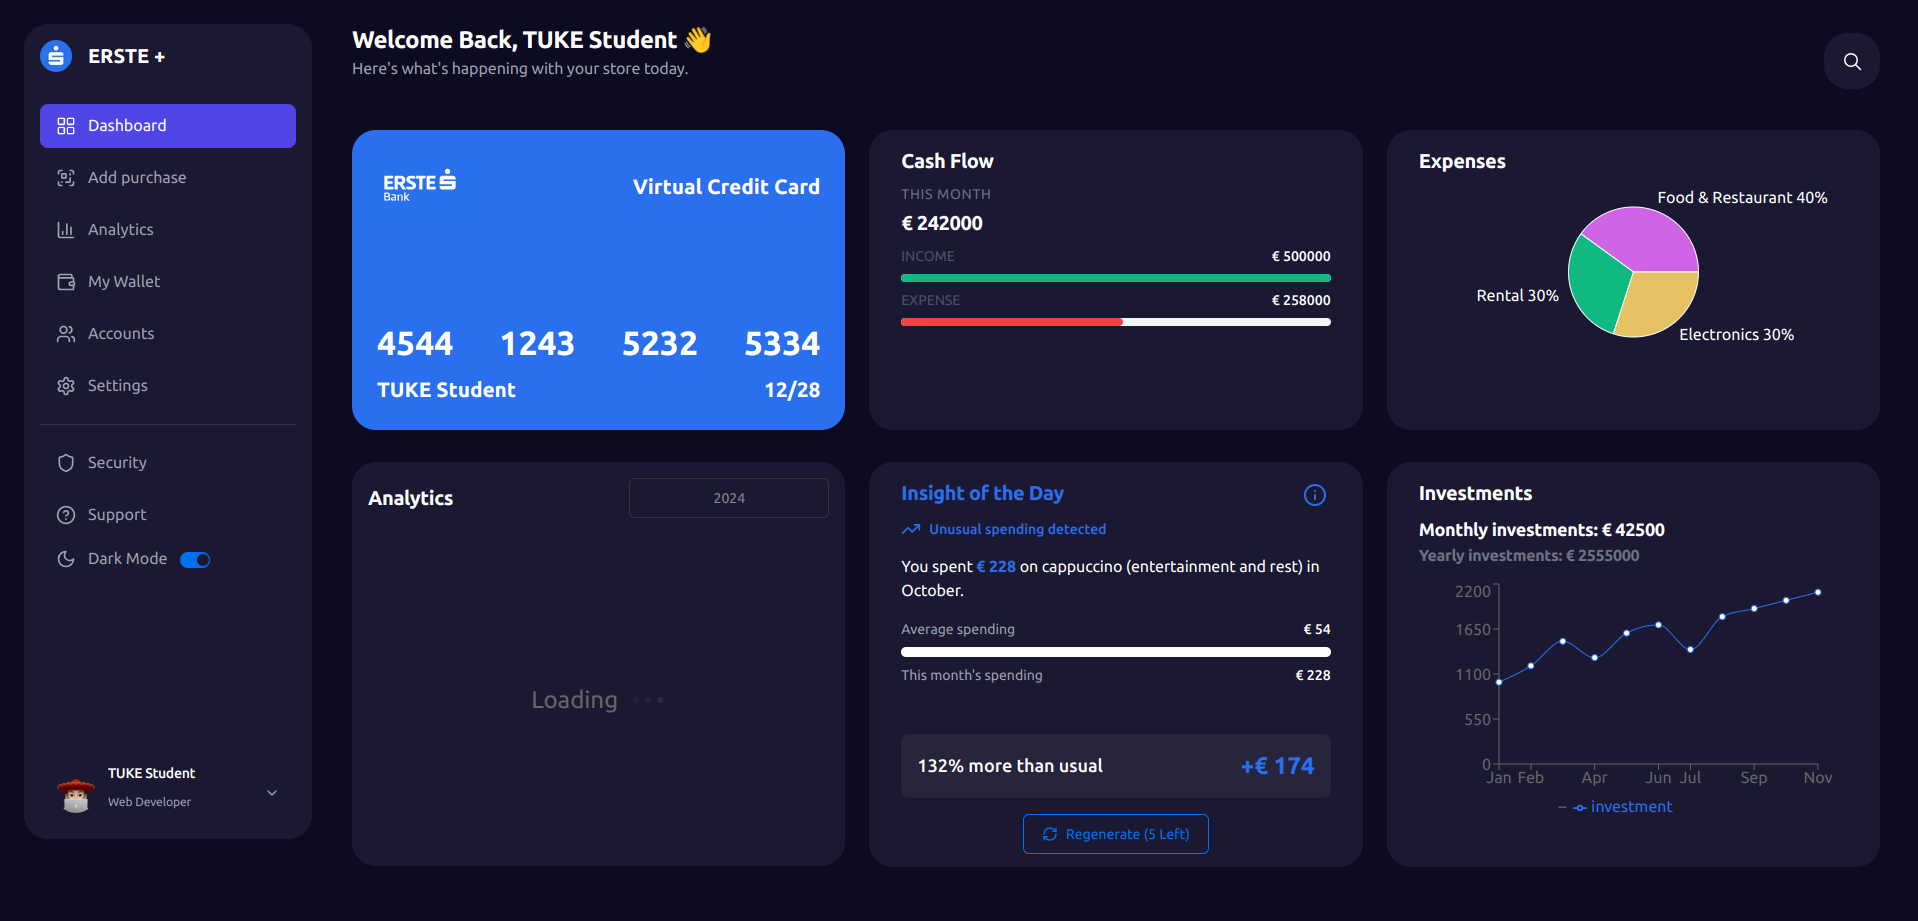 ERSTE +
Dashboard
Add purchase
Analytics
My Wallet
Accounts
Settings
Security
Support
Dark Mode
TUKE Student
Web Developer
Welcome Back, TUKE Student 👋
Here's what's happening with your store today.
ERSTE
Bank
Virtual Credit Card
4544 1243 5232 5334
TUKE Student 12/28
Cash Flow
THIS MONTH
€ 242000
INCOME € 500000
EXPENSE € 258000
Expenses
Food & Restaurant 40%
Rental 30%
Electronics 30%
Analytics 2024
Loading
Insight of the Day
Unusual spending detected
You spent € 228 on cappuccino (entertainment and rest) in
October.
Average spending € 54
This month's spending € 228
132% more than usual +€ 174
Regenerate (5 Left)
Investments
Monthly investments: € 42500
Yearly investments: € 2555000
2200
1650
1100
550
0
Jan Feb Apr Jun Jul Sep Nov
investment